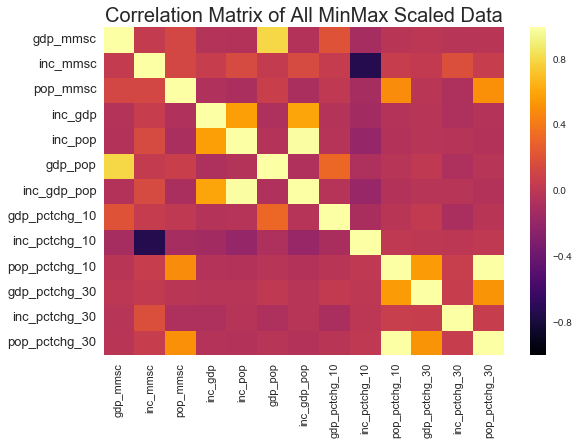 Correlation Matrix of All MinMax Scaled Data
gdp_mmsc
inc_mmsc
pop_mmsc
inc_gdp
inc_pop
gdp_pop
inc_gdp_pop
gdp_pctchg_10
inc_pctchg_10
pop_pctchg_10
gdp_pctchg_30
inc_pctchg_30
pop_pctchg_30
gdp_mmsc
inc_mmsc
pop_mmsc
inc_gdp
inc_pop
gdp_pop
inc_gdp_pop
gdp_pctchg_10
inc_pctchg_10
pop_pctchg_10
gdp_pctchg_30
inc_pctchg_30
pop_pctchg_30
0.8
0.4
0.0
−0.4
−0.8